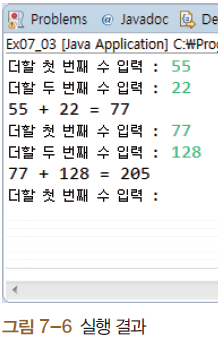 Problems @ Javadoc De
Ex07_03 [Java Application] C:₩Pro
더할 첫 번째 수 입력 : 55
더할 두 번째 수 입력 : 22
55 + 22 = 77
더할 첫 번째 수 입력 : 77
더할 두 번째 수 입력 : 128
77 + 128 = 205
더할 첫 번째 수 입력 :
그림 7-6 실행 결과